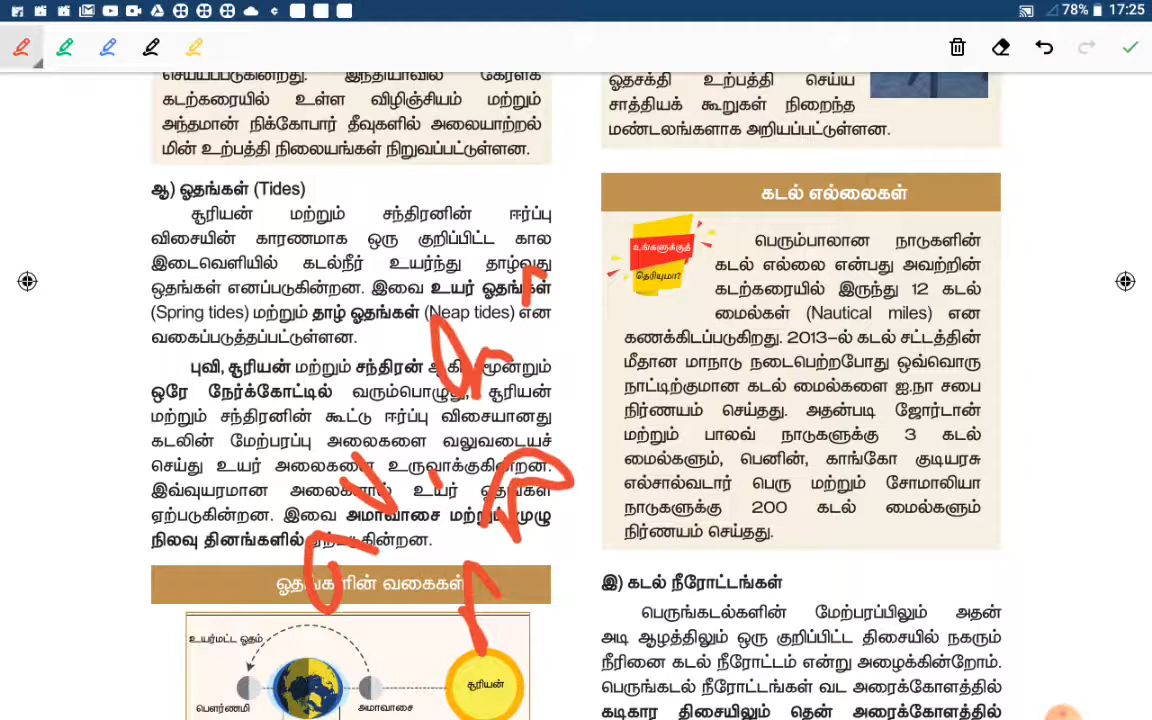 78% 17:25
செய்யப்படுகின்றது. இந்தியாவில் கேரளக்
கடற்கரையில் உள்ள விழிஞ்சியம் மற்றும்
அந்தமான் நிக்கோபார் தீவுகளில் அலையாற்றல்
மின் உற்பத்தி நிலையங்கள் நிறுவப்பட்டுள்ளன.
ஆ) ஓதங்கள் (Tides)
சூரியன் மற்றும் சந்திரனின் ஈர்ப்பு
விசையின் காரணமாக ஒரு குறிப்பிட்ட கால
இடைவெளியில் கடல்நீர் உயர்ந்து தாழ்வது
ஒதங்கள் எனப்படுகின்றன. இவை உயர் ஓதங்கள்
(Spring tides) மற்றும் தாழ் ஓதங்கள் (Neap tides) என
வகைப்படுத்தப்பட்டுள்ளன.
புவி, சூரியன் மற்றும் சந்திரன் ஆகிய மூன்றும்
ஒரே நேர்க்கோட்டில் வரும்பொழுது, சூரியன்
மற்றும் சந்திரனின் கூட்டு ஈர்ப்பு விசையானது
கடலின் மேற்பரப்பு அலைகளை வலுவடையச்
செய்து உயர் அலைகளை உருவாக்குகின்றன.
இவ்வுயரமான அலைகளால் உயர் ஓதங்கள்
ஏற்படுகின்றன. இவை அமாவாசை மற்றும் முழு
நிலவு தினங்களில் ஏற்படுகின்றன.
ஓதங்களின் வகைகள்
உயர்மட்ட ஓதம்
சூரியன்
பௌர்ணமி அமாவாசை
ஓதசக்தி உற்பத்தி செய்ய
சாத்தியக் கூறுகள் நிறைந்த
மண்டலங்களாக அறியப்பட்டுள்ளன.
கடல் எல்லைகள்
உங்களுக்குத்
தெரியுமா?
பெரும்பாலான நாடுகளின்
கடல் எல்லை என்பது அவற்றின்
கடற்கரையில் இருந்து 12 கடல்
மைல்கள் (Nautical miles) என
கணக்கிடப்படுகிறது. 2013–ல் கடல் சட்டத்தின்
மீதான மாநாடு நடைபெற்றபோது ஒவ்வொரு
நாட்டிற்குமான கடல் மைல்களை ஐ.நா சபை
நிர்ணயம் செய்தது. அதன்படி ஜோர்டான்
மற்றும் பாலவ் நாடுகளுக்கு 3 கடல்
மைல்களும், பெனின், காங்கோ குடியரசு
எல்சால்வடார் பெரு மற்றும் சோமாலியா
நாடுகளுக்கு 200 கடல் மைல்களும்
நிர்ணயம் செய்தது.
இ) கடல் நீரோட்டங்கள்
பெருங்கடல்களின் மேற்பரப்பிலும் அதன்
அடி ஆழத்திலும் ஒரு குறிப்பிட்ட திசையில் நகரும்
நீரினை கடல் நீரோட்டம் என்று அழைக்கின்றோம்.
பெருங்கடல் நீரோட்டங்கள் வட அரைக்கோளத்தில்
கடிகார திசையிலும் தென் அரைக்கோளத்தில்